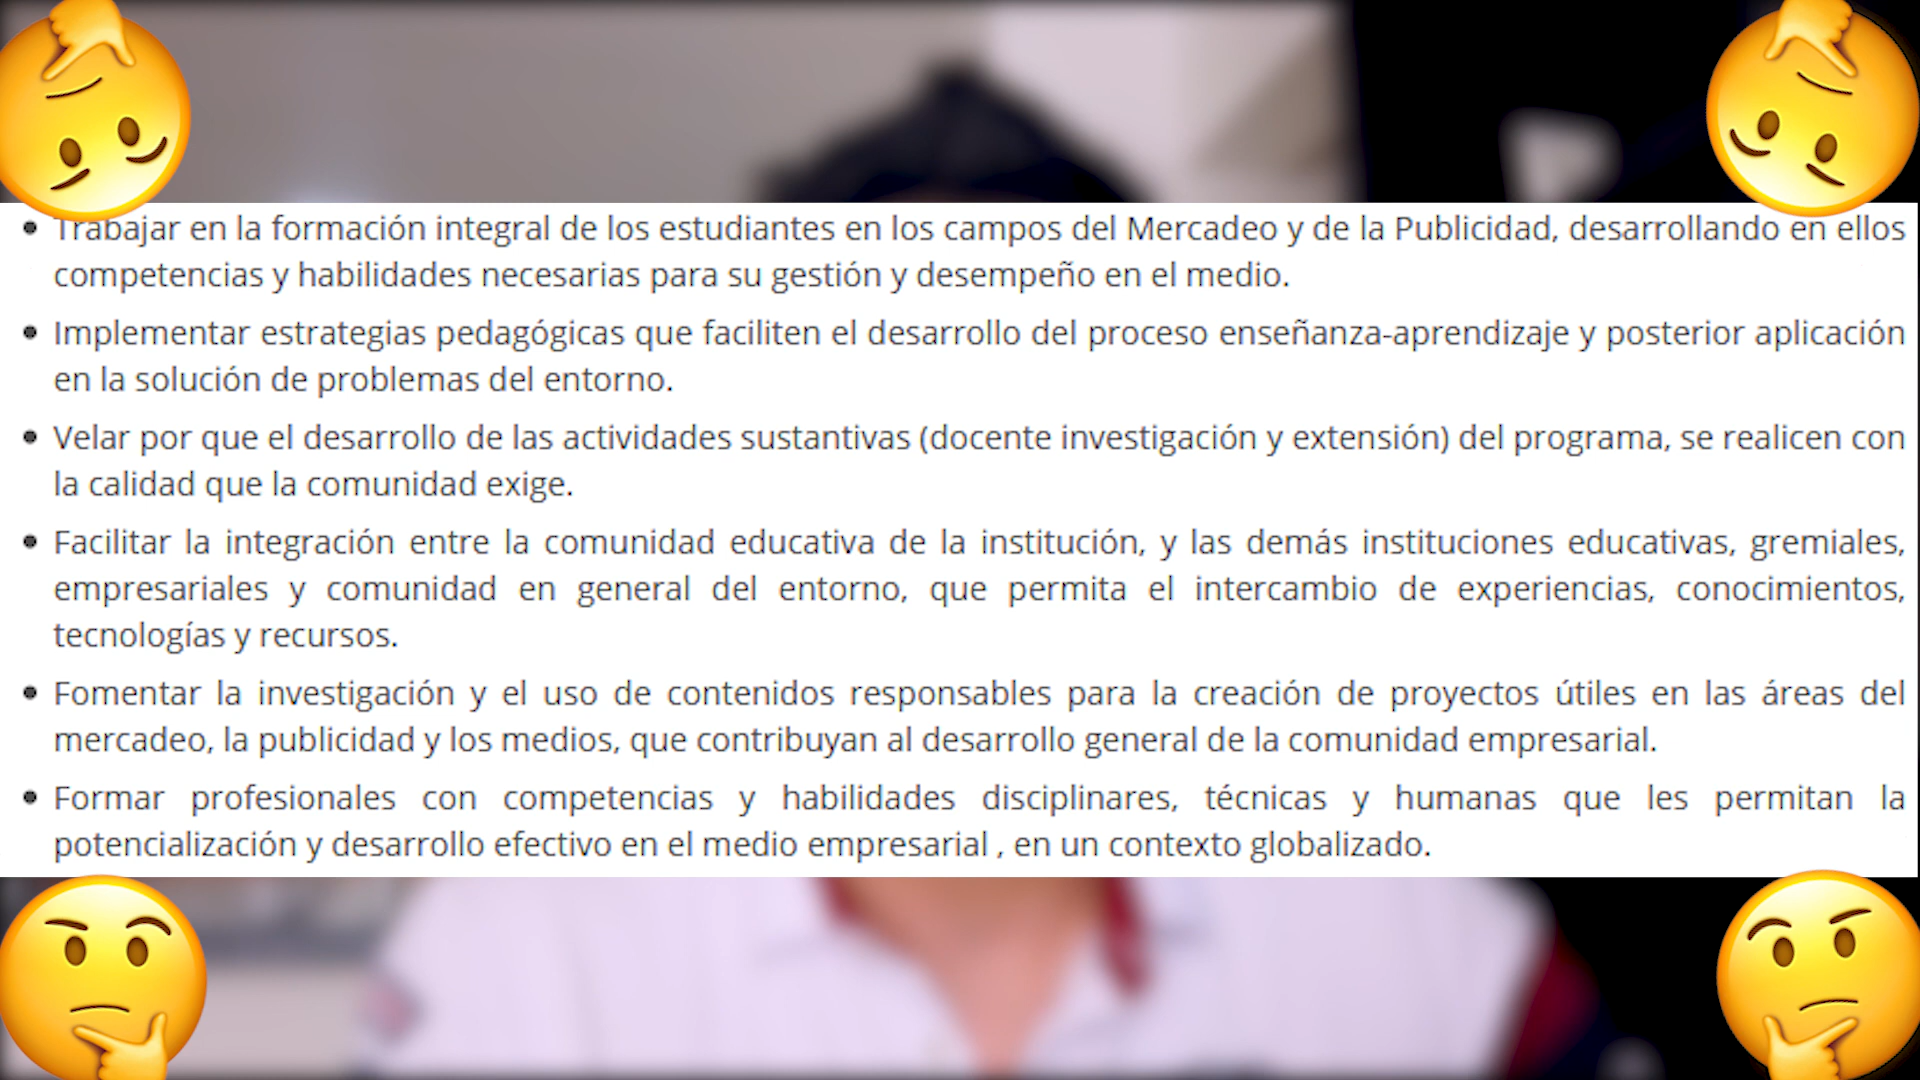 Trabajar en la formación integral de los estudiantes en los campos del Mercadeo y de la Publicidad, desarrollando en ellos
competencias y habilidades necesarias para su gestión y desempeño en el medio.
Implementar estrategias pedagógicas que faciliten el desarrollo del proceso enseñanza-aprendizaje y posterior aplicación
en la solución de problemas del entorno.
Velar por que el desarrollo de las actividades sustantivas (docente investigación y extensión) del programa, se realicen con
la calidad que la comunidad exige.
Facilitar la integración entre la comunidad educativa de la institución, y las demás instituciones educativas, gremiales,
empresariales y comunidad en general del entorno, que permita el intercambio de experiencias, conocimientos,
tecnologías y recursos.
Fomentar la investigación y el uso de contenidos responsables para la creación de proyectos útiles en las áreas del
mercadeo, la publicidad y los medios, que contribuyan al desarrollo general de la comunidad empresarial.
Formar profesionales con competencias y habilidades disciplinares, técnicas y humanas que les permitan la
potencialización y desarrollo efectivo en el medio empresarial , en un contexto globalizado.